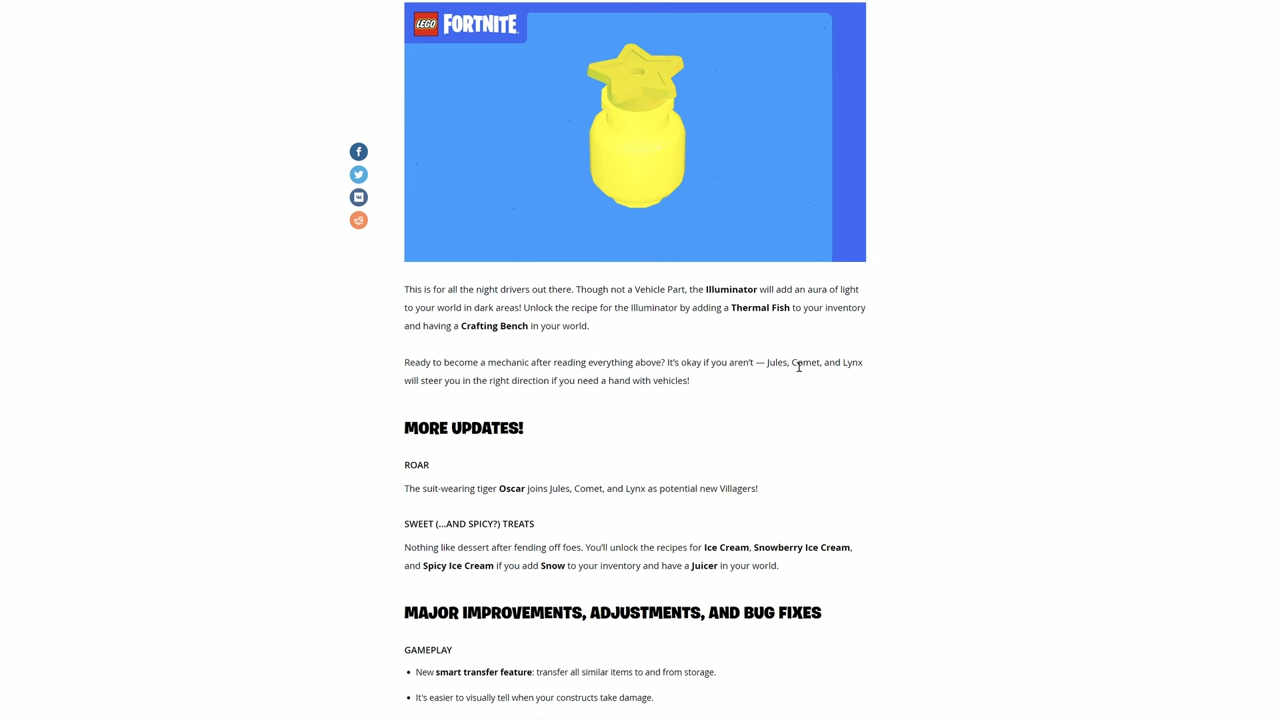 LEGO FORTNITE
This is for all the night drivers out there. Though not a Vehicle Part, the Illuminator will add an aura of light
to your world in dark areas! Unlock the recipe for the Illuminator by adding a Thermal Fish to your inventory
and having a Crafting Bench in your world.
Ready to become a mechanic after reading everything above? It's okay if you aren't — Jules, Comet, and Lynx
will steer you in the right direction if you need a hand with vehicles!
MORE UPDATES!
ROAR
The suit-wearing tiger Oscar joins Jules, Comet, and Lynx as potential new Villagers!
SWEET (...AND SPICY?) TREATS
Nothing like dessert after fending off foes. You'll unlock the recipes for Ice Cream, Snowberry Ice Cream,
and Spicy Ice Cream if you add Snow to your inventory and have a Juicer in your world.
MAJOR IMPROVEMENTS, ADJUSTMENTS, AND BUG FIXES
GAMEPLAY
• New smart transfer feature: transfer all similar items to and from storage.
• It's easier to visually tell when your constructs take damage.